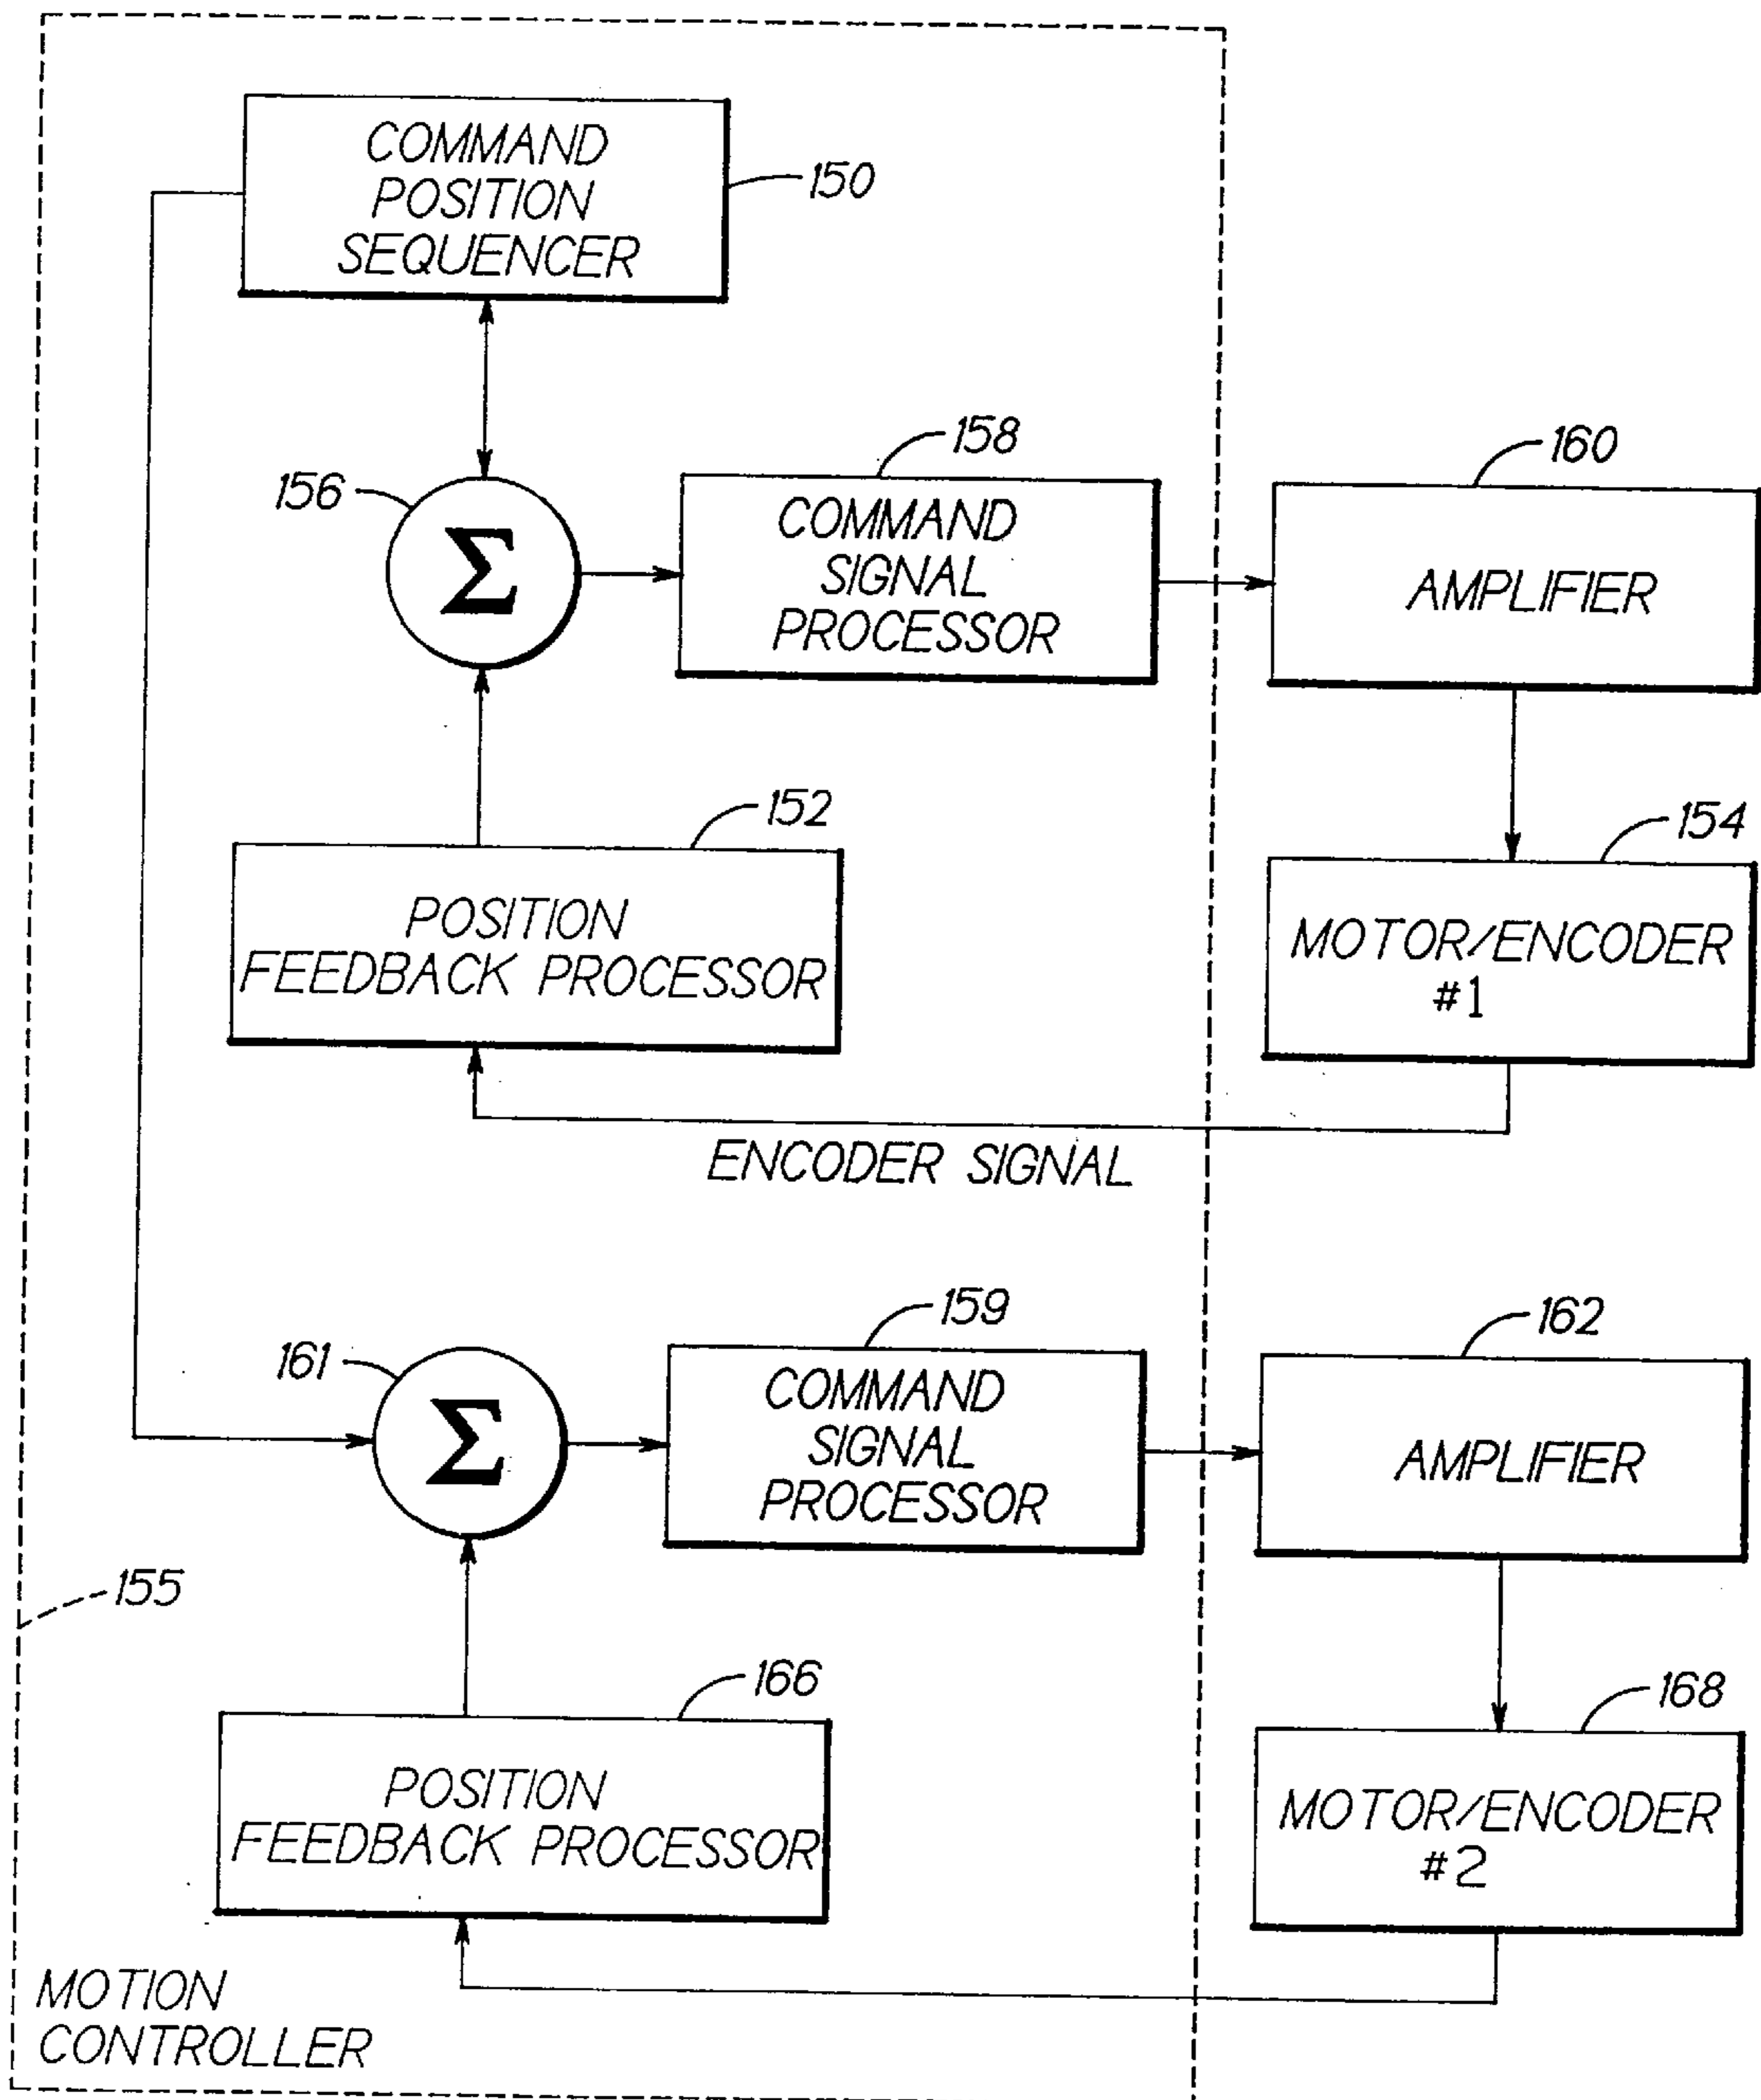 COMMAND
POSITION
SEQUENCER
150
156
Σ
158
COMMAND
SIGNAL
PROCESSOR
160
AMPLIFIER
152
POSITION
FEEDBACK PROCESSOR
154
MOTOR/ENCODER
#1
ENCODER SIGNAL
161
Σ
159
COMMAND
SIGNAL
PROCESSOR
162
AMPLIFIER
155
166
POSITION
FEEDBACK PROCESSOR
168
MOTOR/ENCODER
#2
MOTION
CONTROLLER